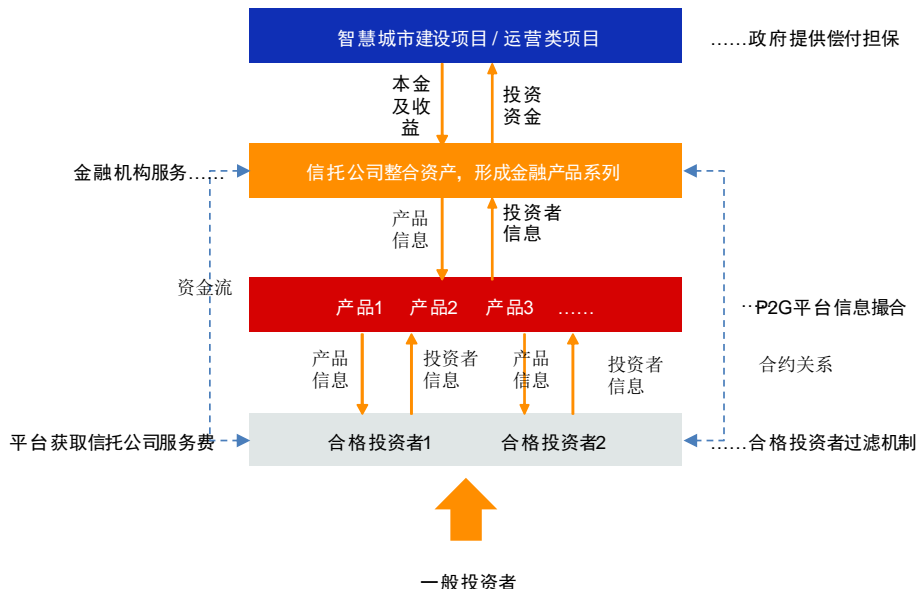 智慧城市建设项目 / 运营类项目
……政府提供偿付担保
本金
及收
益
投资
资金
金融机构服务……
信托公司整合资产，形成金融产品系列
产品
信息
投资者
信息
资金流
产品1 产品2 产品3 ……
…P2G平台信息撮合
产品
信息
投资者
信息
产品
信息
投资者
信息
合约关系
平台获取信托公司服务费
合格投资者1 合格投资者2
……合格投资者过滤机制
一般投资者